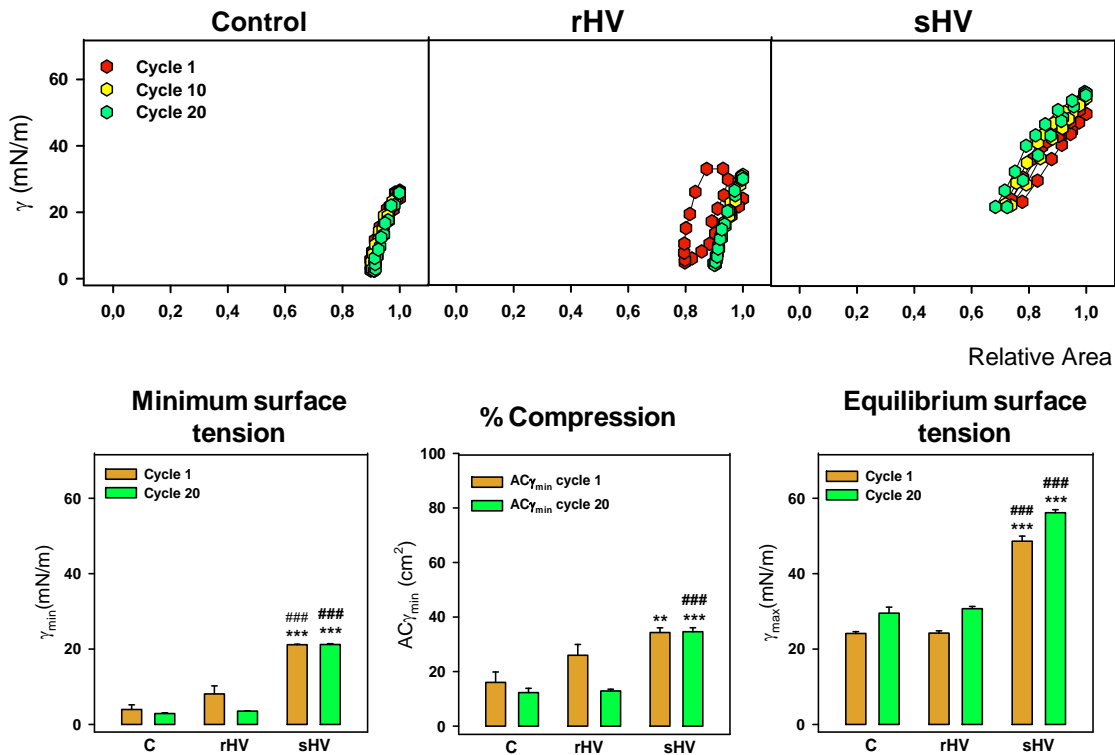 Control
rHV
sHV
γ (mN/m)
60
40
20
0
Cycle 1
Cycle 10
Cycle 20
0,0 0,2 0,4 0,6 0,8 1,0
0,0 0,2 0,4 0,6 0,8 1,0
0,0 0,2 0,4 0,6 0,8 1,0
Relative Area
Minimum surface
tension
γmin(mN/m)
60
40
20
0
Cycle 1
Cycle 20
###
***
###
***
C rHV sHV
% Compression
ACγmin (cm²)
100
80
60
40
20
0
ACγmin cycle 1
ACγmin cycle 20
**
###
***
C rHV sHV
Equilibrium surface
tension
γmax(mN/m)
60
40
20
0
Cycle 1
Cycle 20
###
***
###
***
C rHV sHV